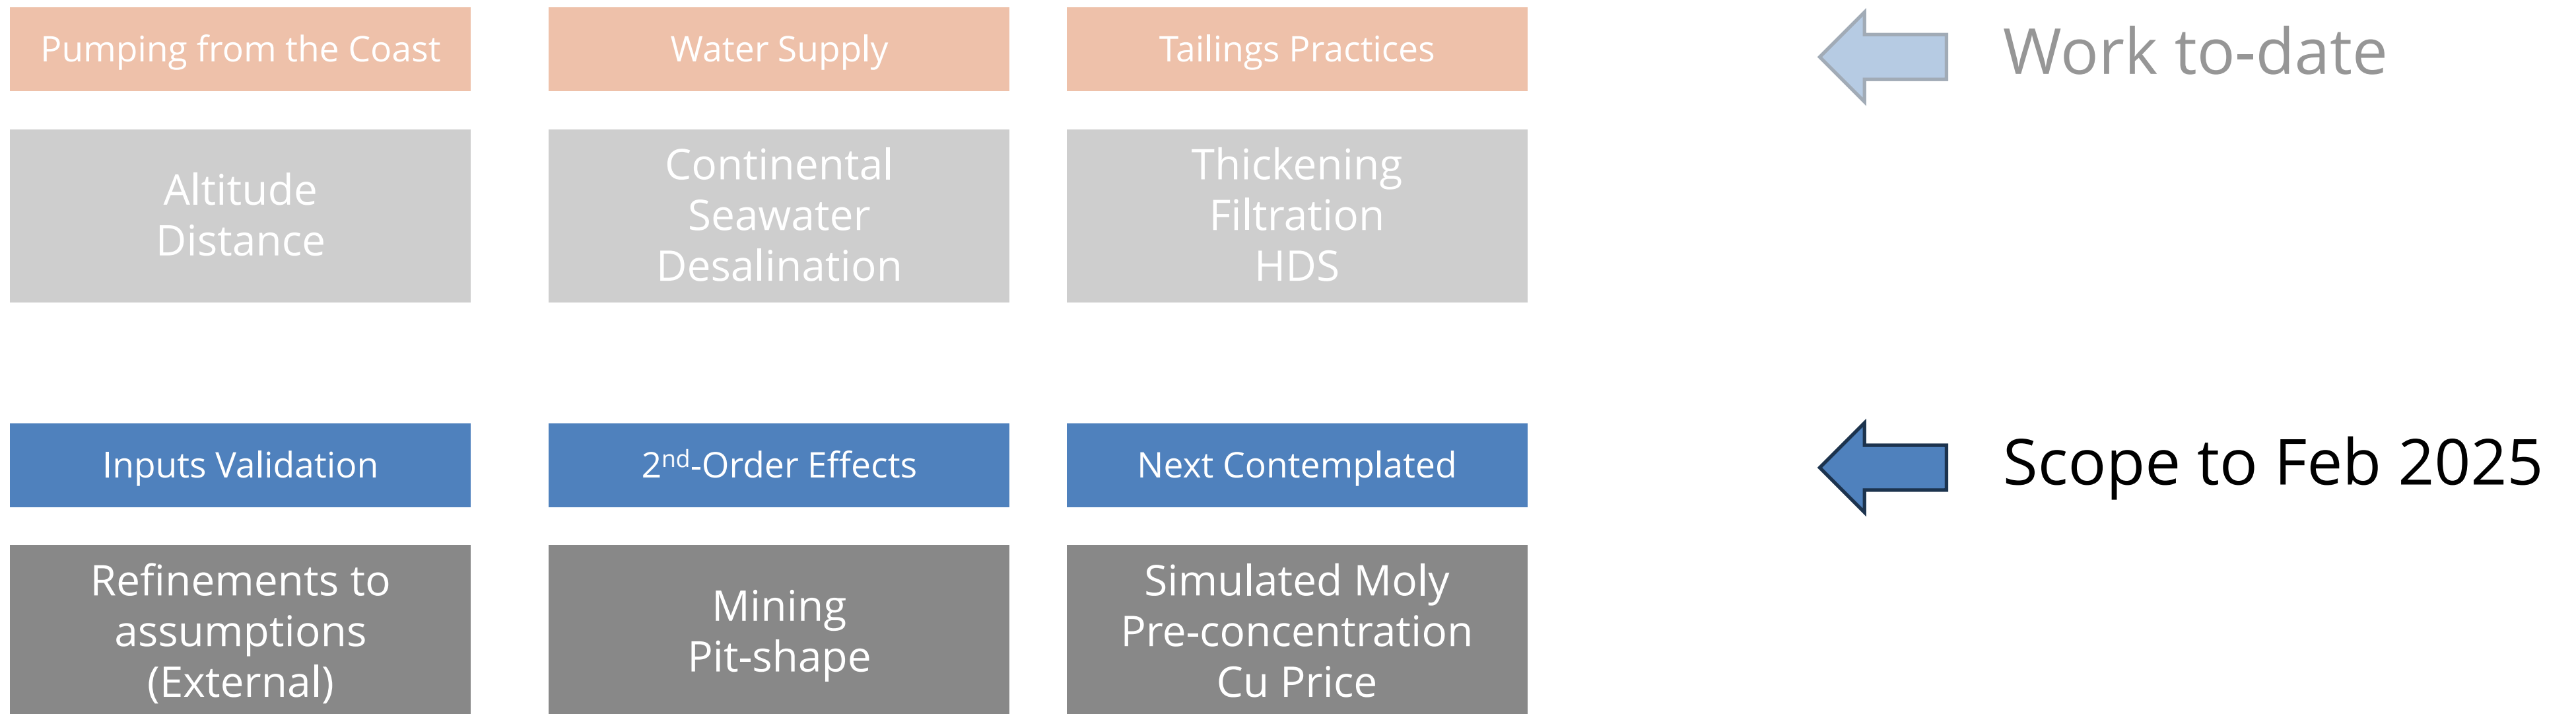 Pumping from the Coast
Water Supply
Tailings Practices
Work to-date
Altitude
Distance
Continental
Seawater
Desalination
Thickening
Filtration
HDS
Inputs Validation
2nd-Order Effects
Next Contemplated
Scope to Feb 2025
Refinements to
assumptions
(External)
Mining
Pit-shape
Simulated Moly
Pre-concentration
Cu Price